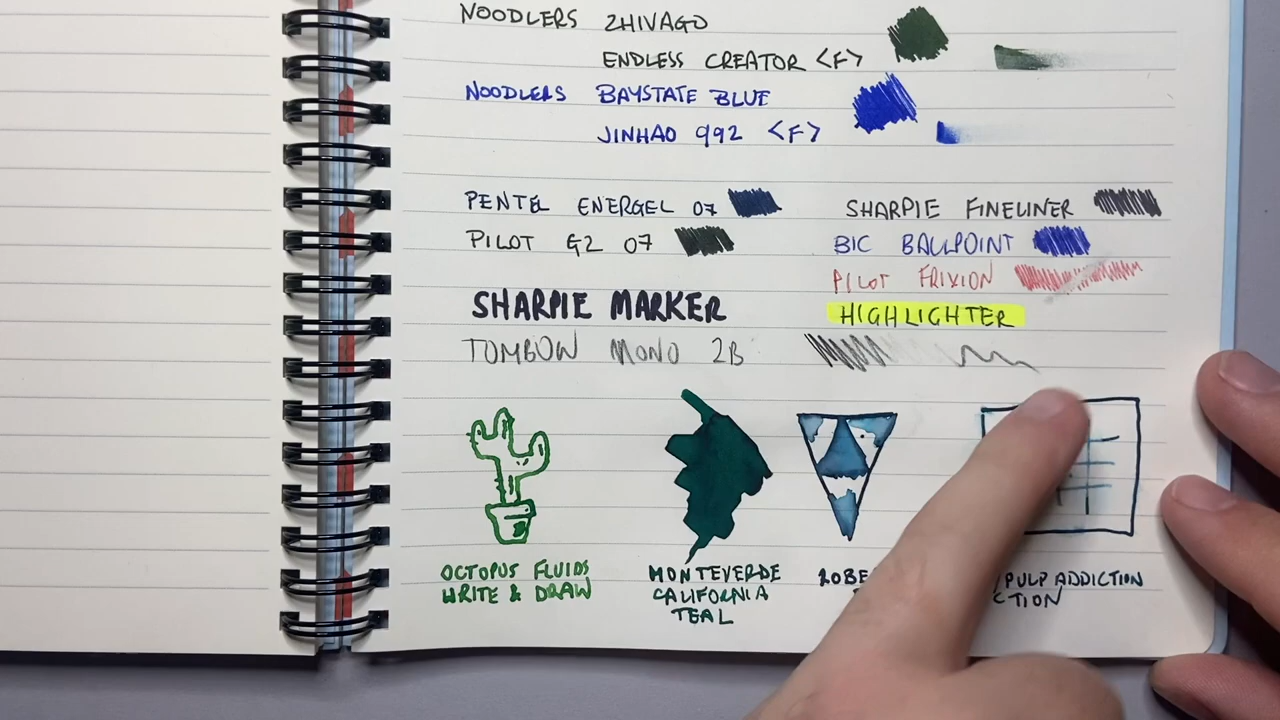 NOODLERS ZHIVAGO
ENDLESS CREATOR <F>
NOODLERS BAYSTATE BLUE
JINHAO 992 <F>
PENTEL ENERGEL 07
PILOT G2 07
SHARPIE MARKER
TOMBOW MONO 2B
SHARPIE FINELINER
BIC BALLPOINT
PILOT FRIXION
HIGHLIGHTER
OCTOPUS FLUIDS
WRITE & DRAW
MONTEVERDE
CALIFORNIA
TEAL
PULP ADDICTION